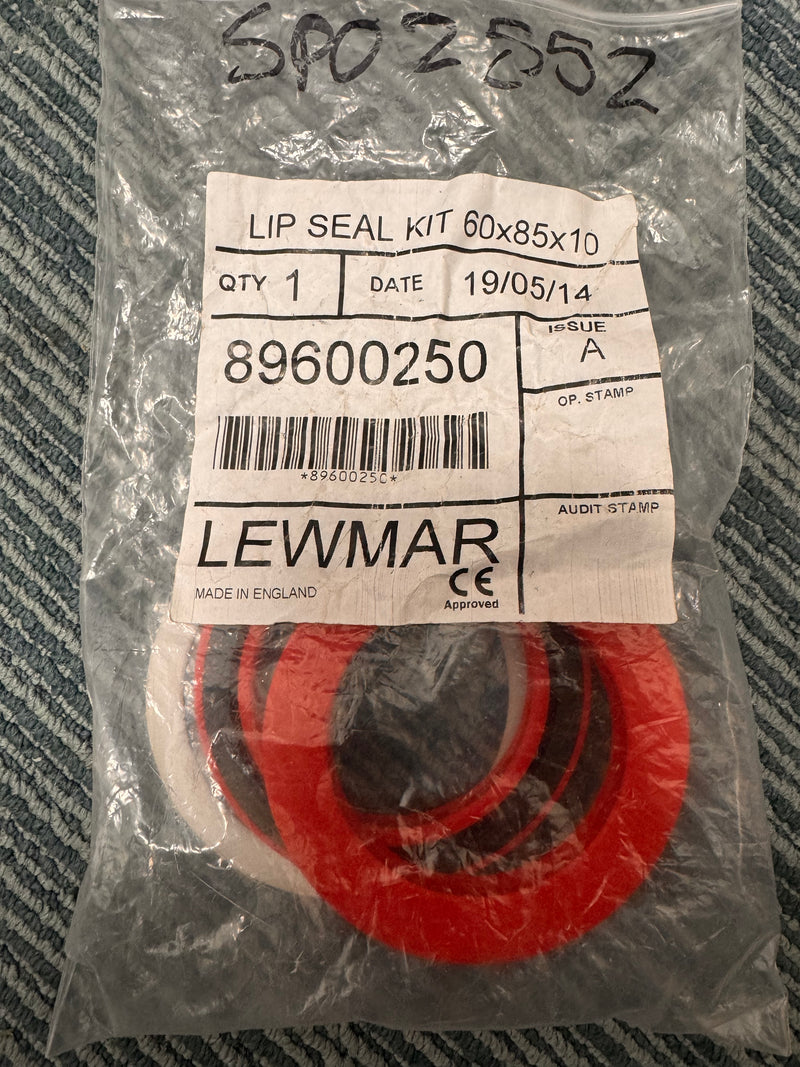 SP02552
LIP SEAL KIT 60x85x10
QTY 1 DATE 19/05/14
89600250
ISSUE
A
OP. STAMP
*89600250*
AUDIT STAMP
LEWMAR
CE
Approved
MADE IN ENGLAND